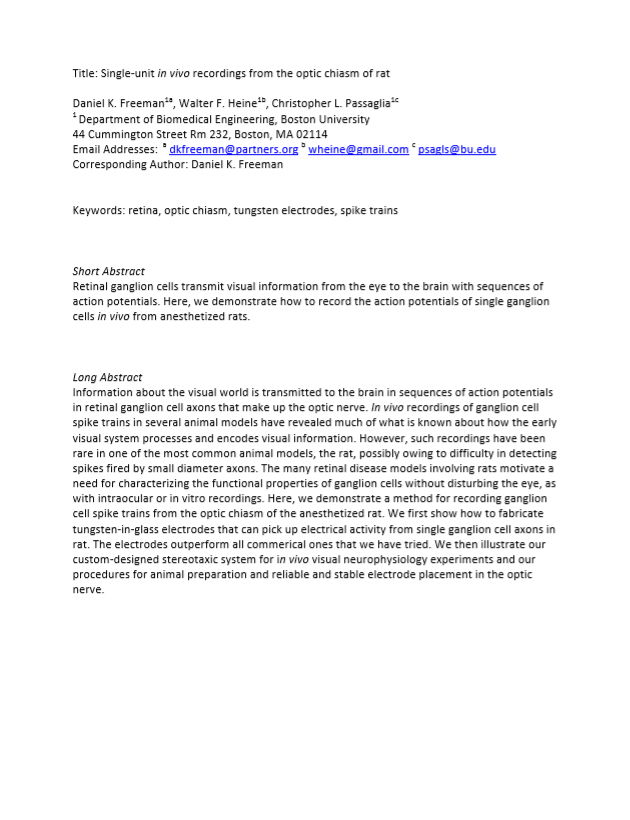 Title: Single-unit in vivo recordings from the optic chiasm of rat
Daniel K. Freeman1a, Walter F. Heine1b, Christopher L. Passaglia1c
1 Department of Biomedical Engineering, Boston University
44 Cummington Street Rm 232, Boston, MA 02114
Email Addresses: a dkfreeman@partners.org b wheine@gmail.com c psagls@bu.edu
Corresponding Author: Daniel K. Freeman
Keywords: retina, optic chiasm, tungsten electrodes, spike trains
Short Abstract
Retinal ganglion cells transmit visual information from the eye to the brain with sequences of
action potentials. Here, we demonstrate how to record the action potentials of single ganglion
cells in vivo from anesthetized rats.
Long Abstract
Information about the visual world is transmitted to the brain in sequences of action potentials
in retinal ganglion cell axons that make up the optic nerve. In vivo recordings of ganglion cell
spike trains in several animal models have revealed much of what is known about how the early
visual system processes and encodes visual information. However, such recordings have been
rare in one of the most common animal models, the rat, possibly owing to difficulty in detecting
spikes fired by small diameter axons. The many retinal disease models involving rats motivate a
need for characterizing the functional properties of ganglion cells without disturbing the eye, as
with intraocular or in vitro recordings. Here, we demonstrate a method for recording ganglion
cell spike trains from the optic chiasm of the anesthetized rat. We first show how to fabricate
tungsten-in-glass electrodes that can pick up electrical activity from single ganglion cell axons in
rat. The electrodes outperform all commerical ones that we have tried. We then illustrate our
custom-designed stereotaxic system for in vivo visual neurophysiology experiments and our
procedures for animal preparation and reliable and stable electrode placement in the optic
nerve.